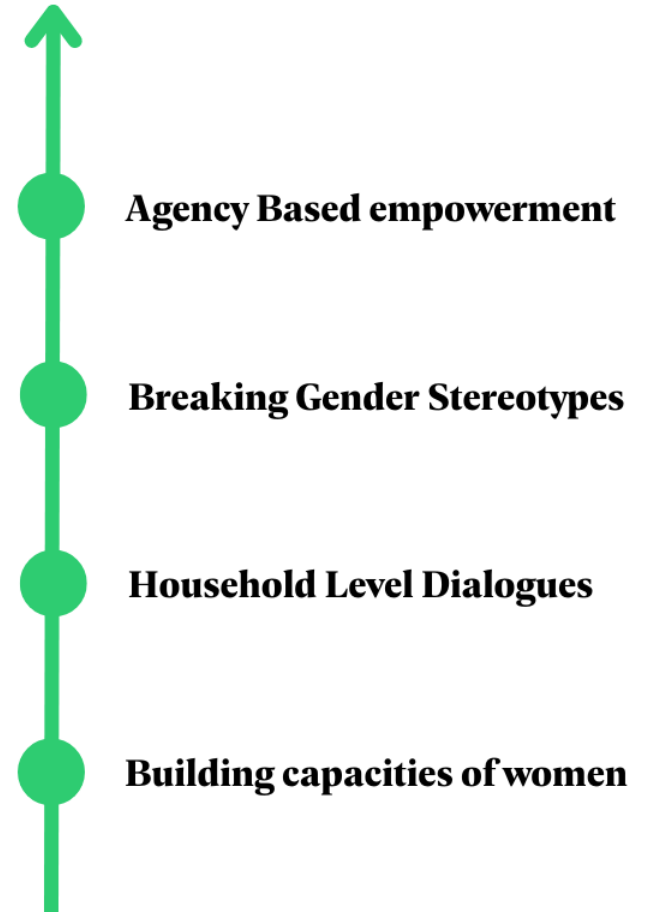 Agency Based empowerment
Breaking Gender Stereotypes
Household Level Dialogues
Building capacities of women